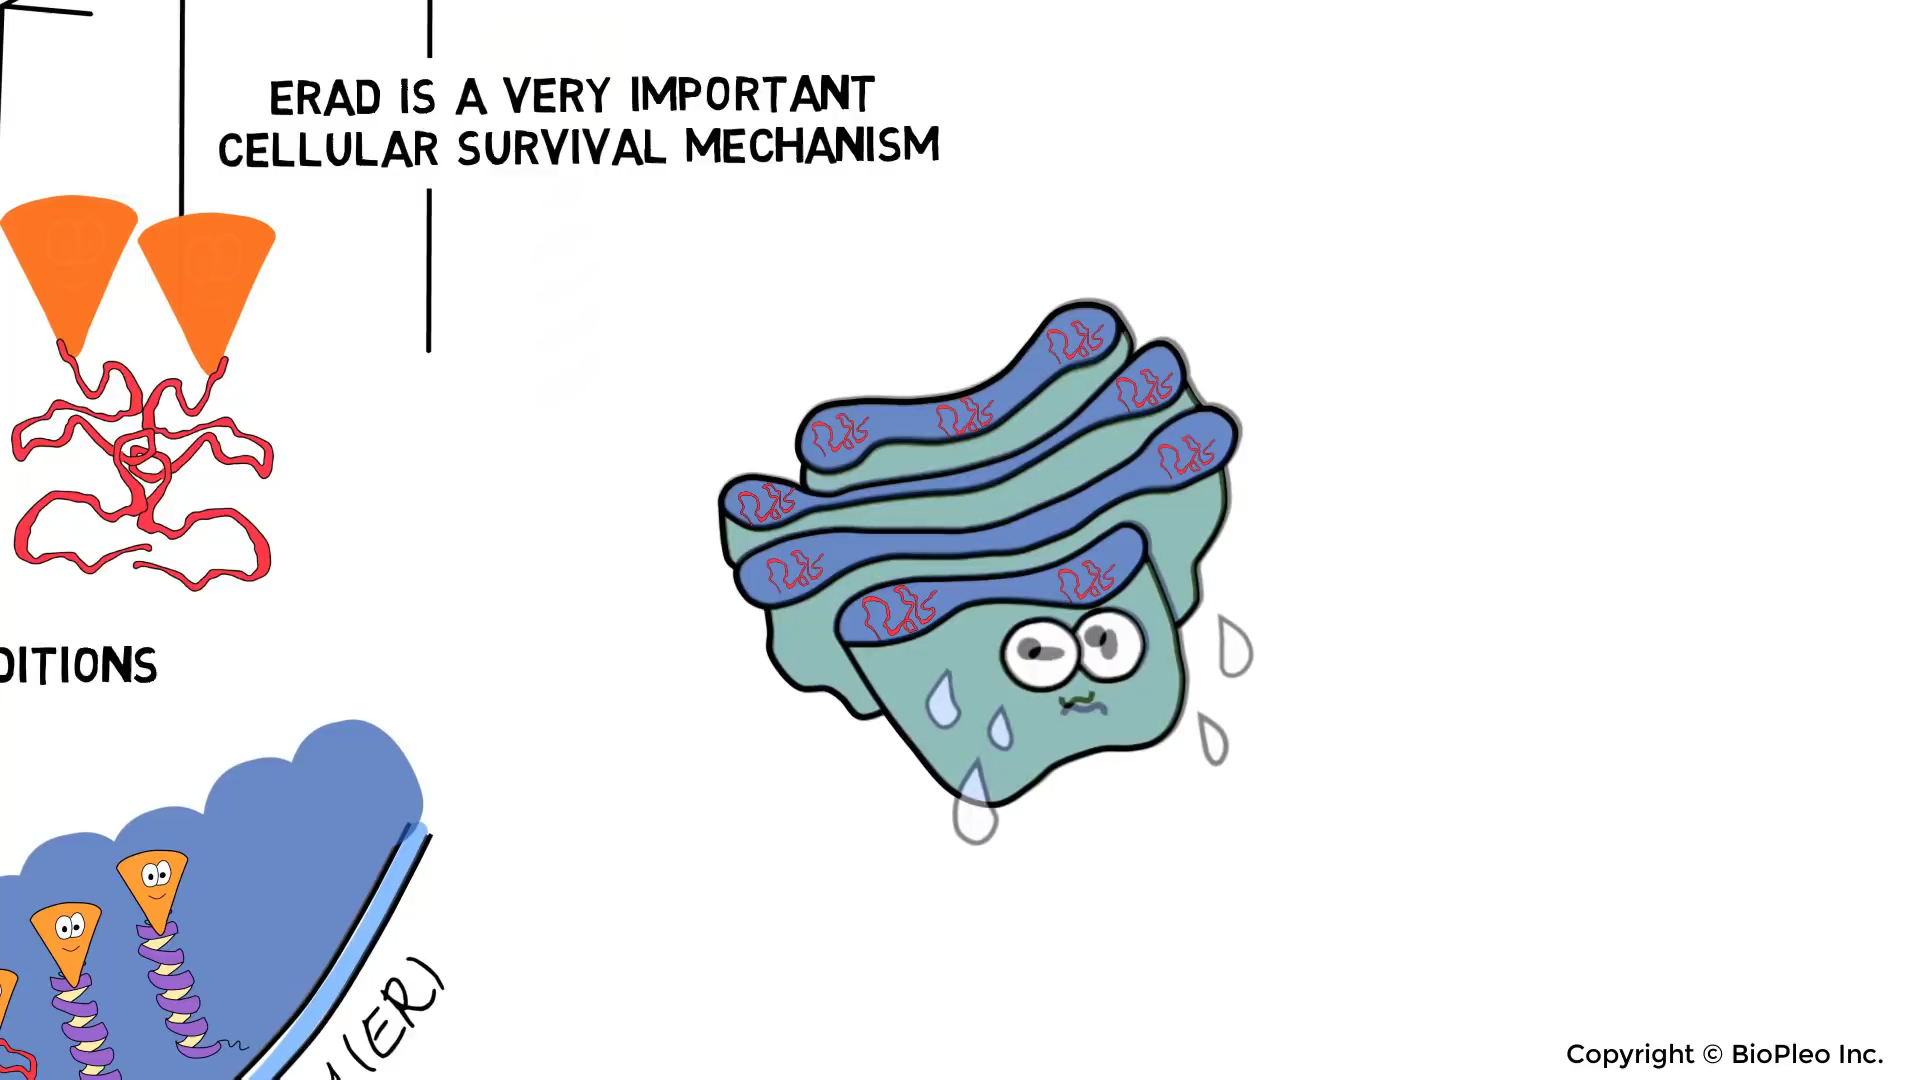 ERAD IS A VERY IMPORTANT
CELLULAR SURVIVAL MECHANISM
DITIONS
(ER)
Copyright © BioPleo Inc.